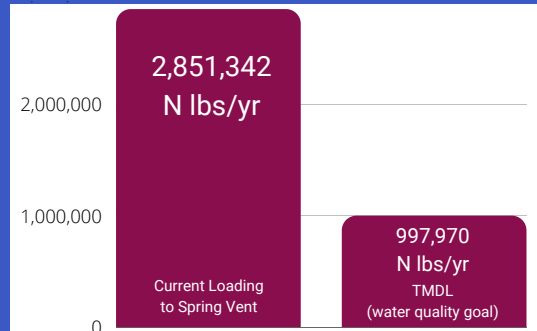 2,851,342
N lbs/yr
2,000,000
1,000,000
997,970
N lbs/yr
TMDL
(water quality goal)
Current Loading
to Spring Vent
0